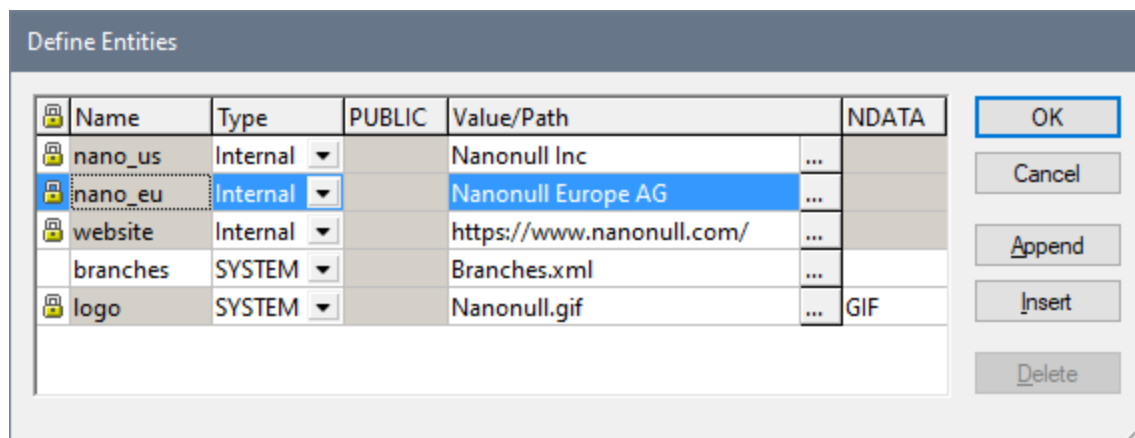 Define Entities
Name Type PUBLIC Value/Path NDATA
nano_us Internal Nanonull Inc ...
nano_eu Internal Nanonull Europe AG ...
website Internal https://www.nanonull.com/ ...
branches SYSTEM Branches.xml ...
logo SYSTEM Nanonull.gif ... GIF
OK
Cancel
Append
Insert
Delete